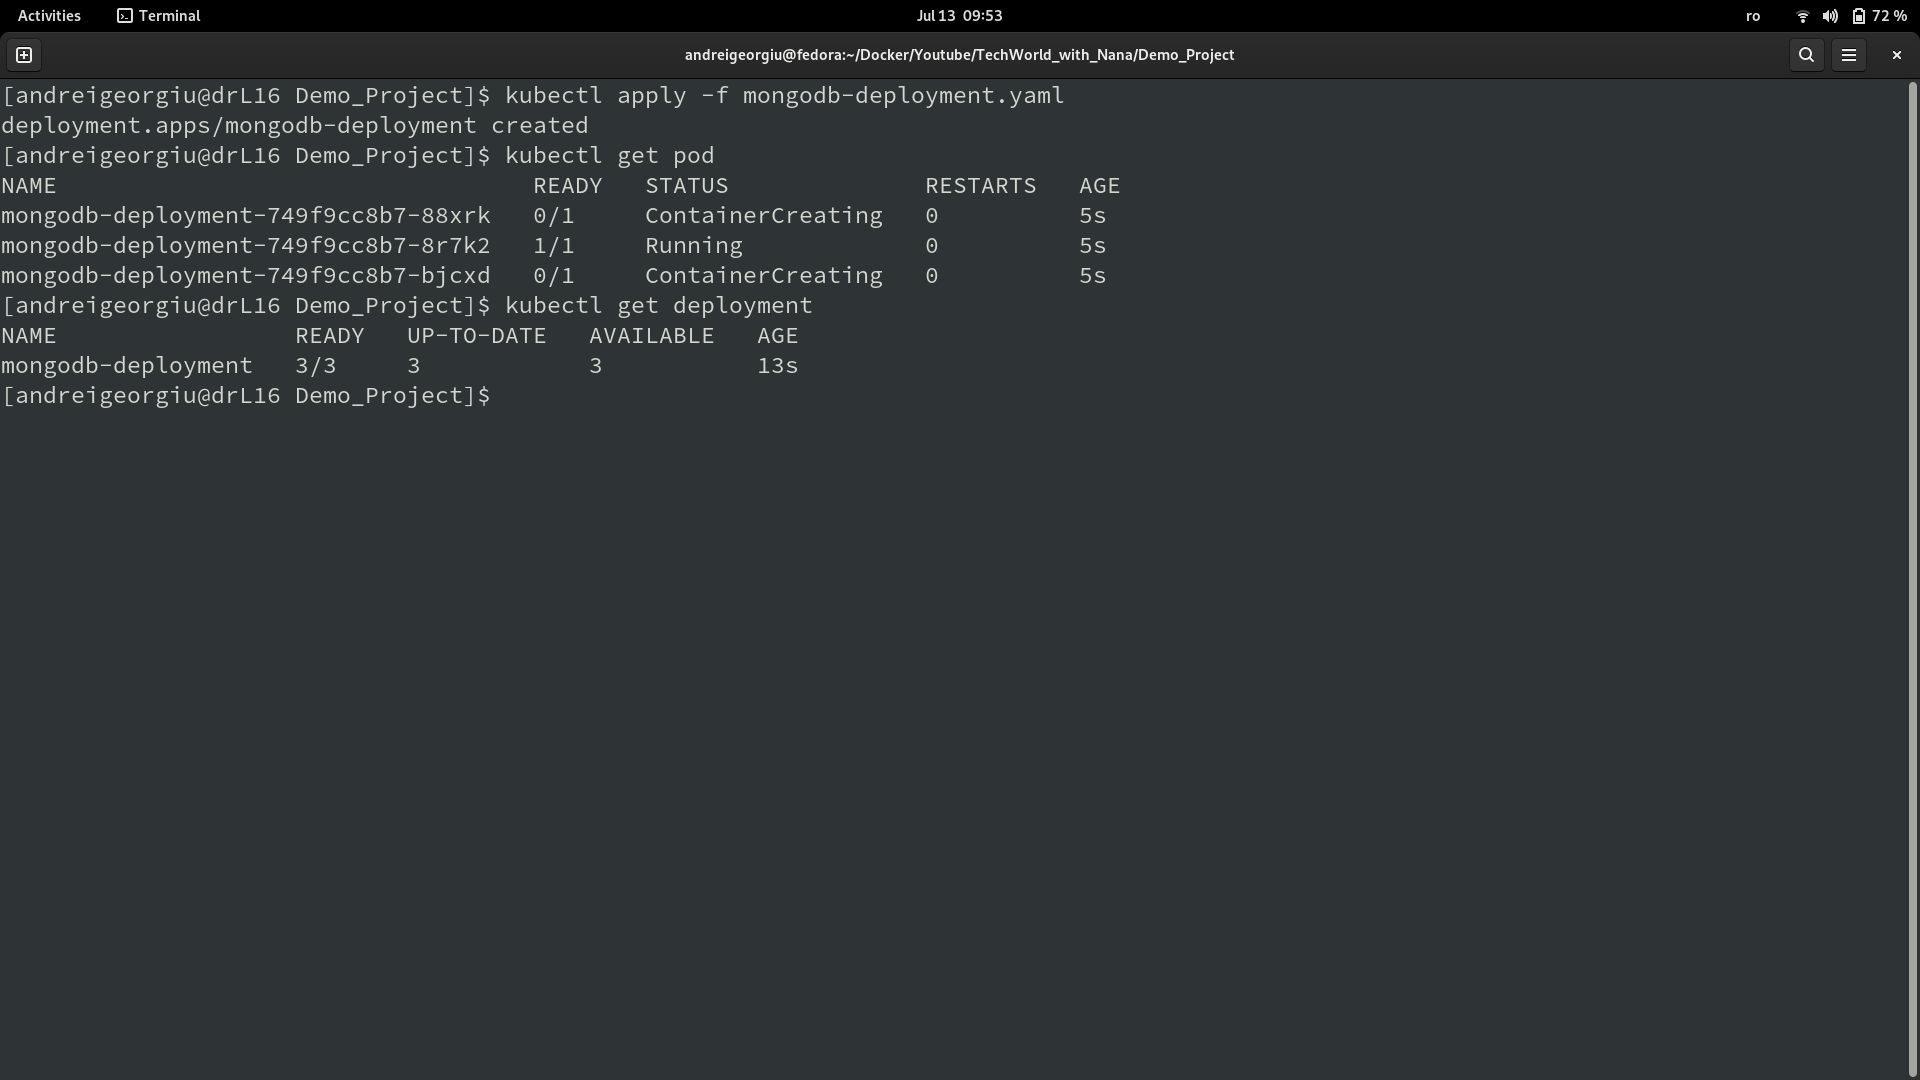 Activities Terminal Jul 13 09:53 ro 72 %
andreigeorgiu@fedora:~/Docker/Youtube/TechWorld_with_Nana/Demo_Project
[andreigeorgiu@drL16 Demo_Project]$ kubectl apply -f mongodb-deployment.yaml
deployment.apps/mongodb-deployment created
[andreigeorgiu@drL16 Demo_Project]$ kubectl get pod
NAME                                  READY   STATUS              RESTARTS   AGE
mongodb-deployment-749f9cc8b7-88xrk   0/1     ContainerCreating   0          5s
mongodb-deployment-749f9cc8b7-8r7k2   1/1     Running             0          5s
mongodb-deployment-749f9cc8b7-bjcxd   0/1     ContainerCreating   0          5s
[andreigeorgiu@drL16 Demo_Project]$ kubectl get deployment
NAME                 READY   UP-TO-DATE   AVAILABLE   AGE
mongodb-deployment   3/3     3            3           13s
[andreigeorgiu@drL16 Demo_Project]$